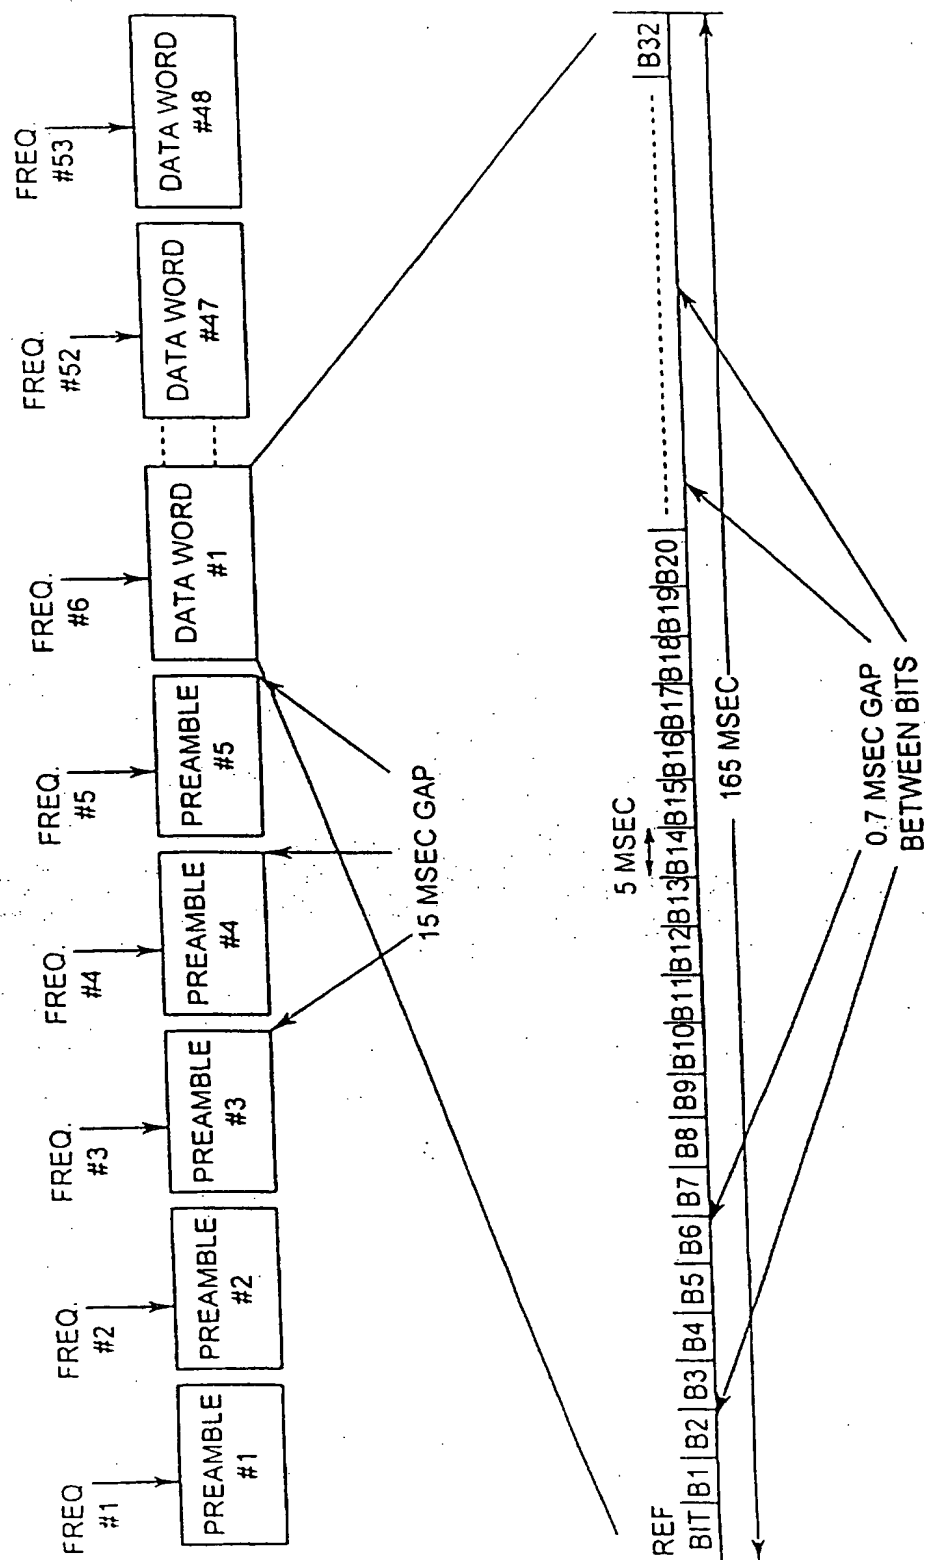 FREQ
#1
FREQ.
#2
FREQ.
#3
FREQ.
#4
FREQ.
#5
FREQ.
#6
FREQ.
#52
FREQ.
#53
PREAMBLE
#1
PREAMBLE
#2
PREAMBLE
#3
PREAMBLE
#4
PREAMBLE
#5
DATA WORD
#1
DATA WORD
#47
DATA WORD
#48
15 MSEC GAP
5 MSEC
REF
BIT B1 B2 B3 B4 B5 B6 B7 B8 B9 B10 B11 B12 B13 B14 B15 B16 B17 B18 B19 B20 B32
165 MSEC
0.7 MSEC GAP
BETWEEN BITS